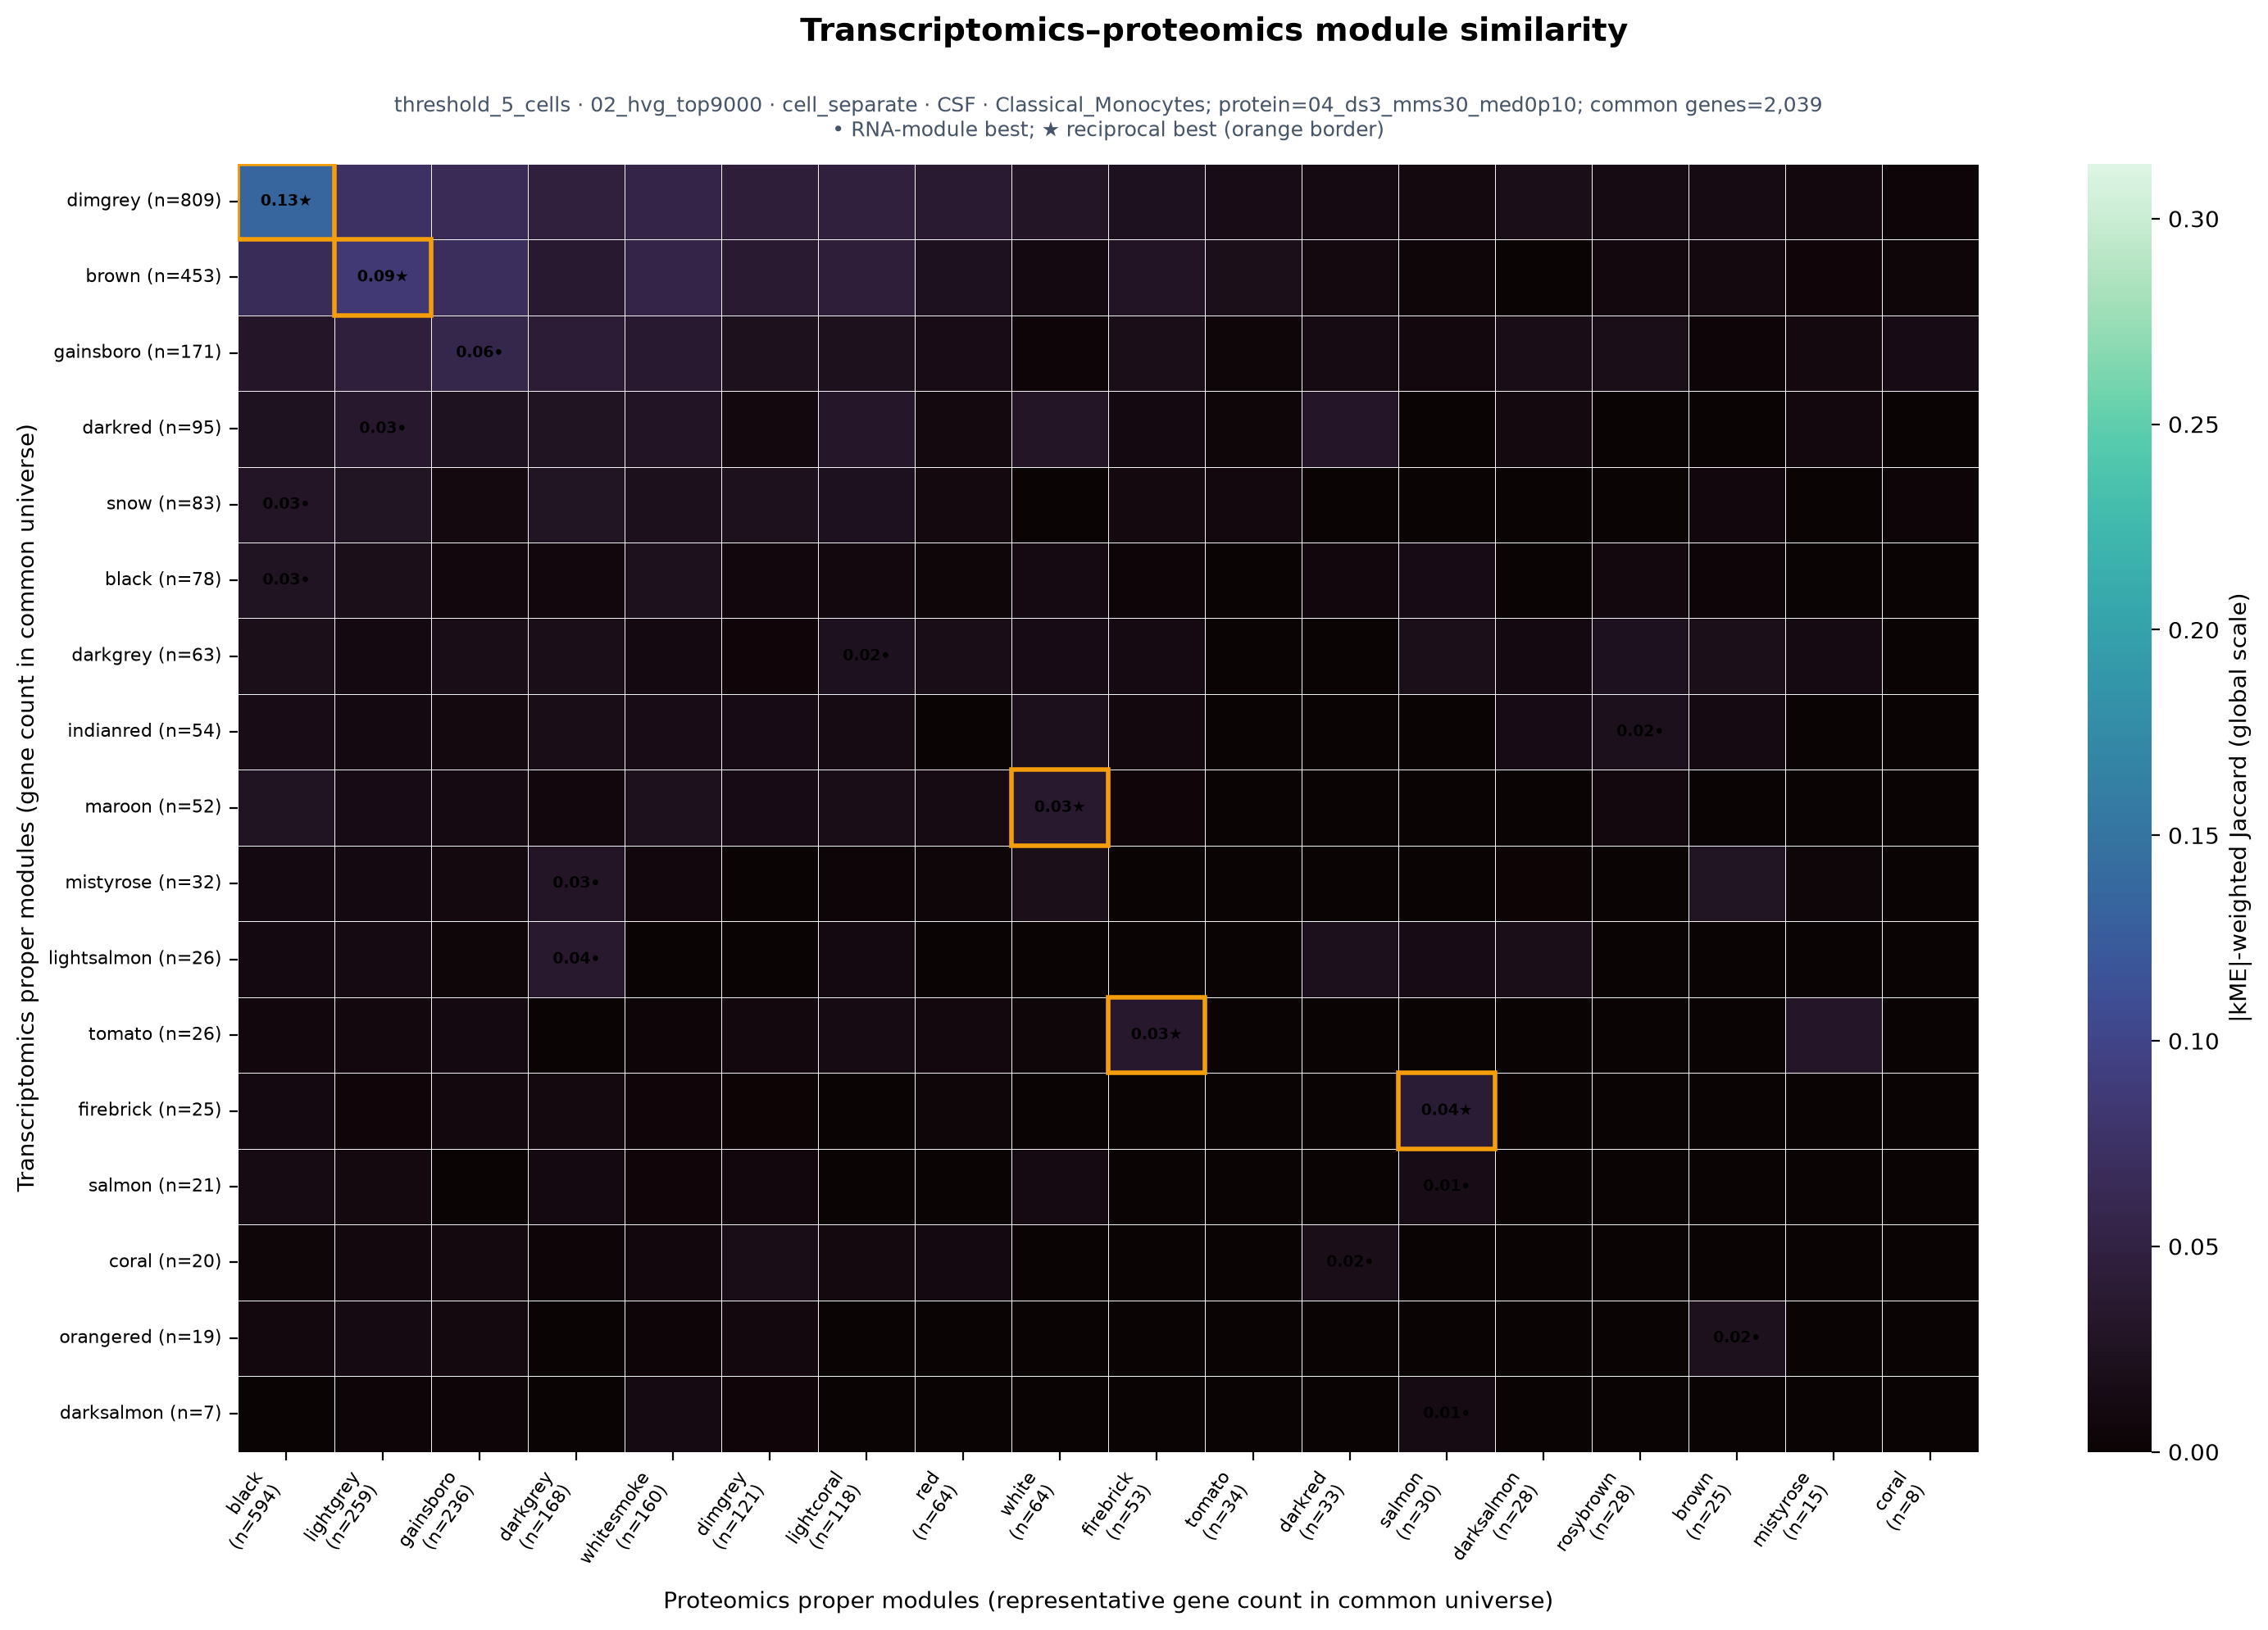 Transcriptomics–proteomics module similarity
threshold_5_cells · 02_hvg_top9000 · cell_separate · CSF · Classical_Monocytes; protein=04_ds3_mms30_med0p10; common genes=2,039
• RNA-module best; ★ reciprocal best (orange border)
Transcriptomics proper modules (gene count in common universe)
dimgrey (n=809)
0.13★
brown (n=453)
0.09★
gainsboro (n=171)
0.06•
darkred (n=95)
0.03•
snow (n=83)
0.03•
black (n=78)
0.03•
darkgrey (n=63)
0.02•
indianred (n=54)
0.02•
maroon (n=52)
0.03★
mistyrose (n=32)
0.03•
lightsalmon (n=26)
0.04•
tomato (n=26)
0.03★
firebrick (n=25)
0.04★
salmon (n=21)
0.01•
coral (n=20)
0.02•
orangered (n=19)
0.02•
darksalmon (n=7)
0.01•
black
(n=594)
lightgrey
(n=259)
gainsboro
(n=236)
darkgrey
(n=168)
whitesmoke
(n=160)
dimgrey
(n=121)
lightcoral
(n=118)
red
(n=64)
white
(n=64)
firebrick
(n=53)
tomato
(n=34)
darkred
(n=33)
salmon
(n=30)
darksalmon
(n=28)
rosybrown
(n=28)
brown
(n=25)
mistyrose
(n=15)
coral
(n=8)
Proteomics proper modules (representative gene count in common universe)
0.30
0.25
0.20
0.15
0.10
0.05
0.00
|kME|-weighted Jaccard (global scale)